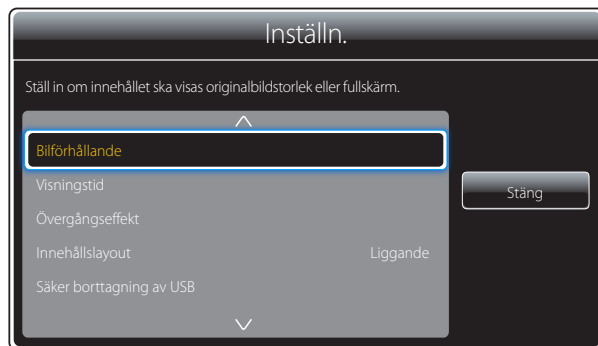 Inställn.
Ställ in om innehållet ska visas originalbildstorlek eller fullskärm.
Bilförhållande
Visningstid
Övergångseffekt
Innehållslayout Liggande
Säker borttagning av USB
Stäng